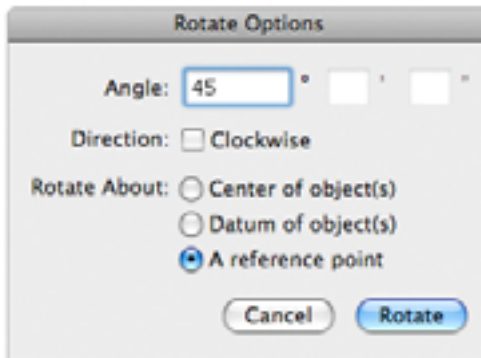 Rotate Options
Angle: 45 ° ' "
Direction: Clockwise
Rotate About: Center of object(s)
Datum of object(s)
A reference point
Cancel Rotate